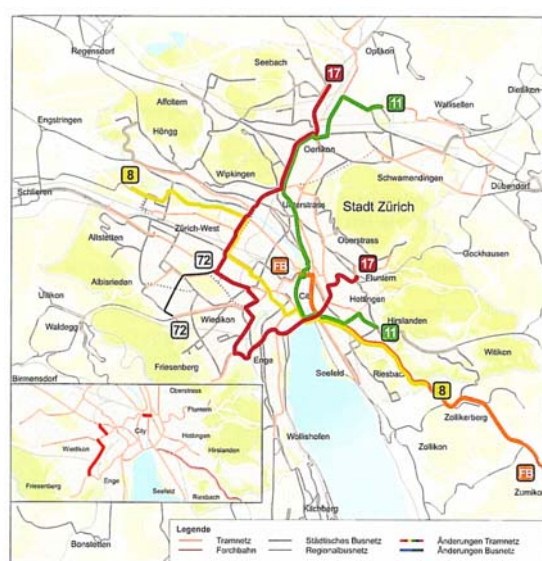 Regensdorf
Seebach
Opfikon
17
Affoltern
11
Wallisellen
Dietlikon
Engstringen
Höngg
Oerlikon
8
Wipkingen
Schwamendingen
Schlieren
Dübendorf
Unterstrass
Stadt Zürich
Zürich-West
Altstetten
Oberstrass
72
FB
17
Gockhausen
Fluntern
Albisrieden
City
Hottingen
Uitikon
72
Wiedikon
Hirslanden
11
Waldegg
Witikon
Friesenberg
Enge
Riesbach
Birmensdorf
Seefeld
8
Zollikerberg
Oberstrass
Fluntern
City
Wollishofen
Zollikon
Wiedikon
Hottingen
Hirslanden
FB
Zumikon
Friesenberg
Enge
Seefeld
Riesbach
Kilchberg
Bonstetten
Legende
Tramnetz
Städtisches Busnetz
Änderungen Tramnetz
Forchbahn
Regionalbusnetz
Änderungen Busnetz